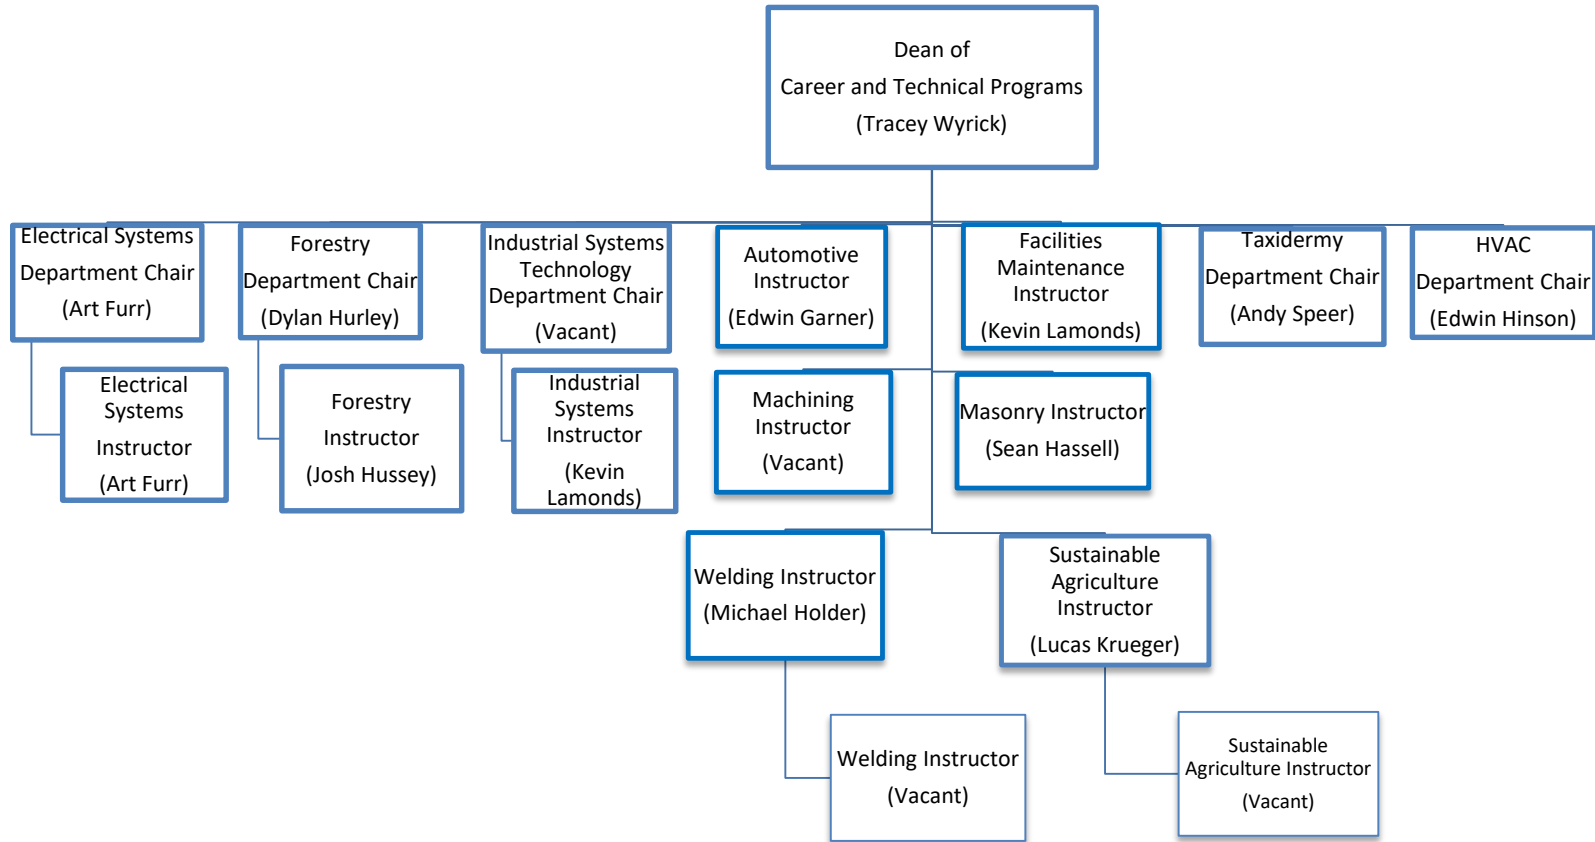 Dean of
Career and Technical Programs
(Tracey Wyrick)
Electrical Systems
Department Chair
(Art Furr)
Forestry
Department Chair
(Dylan Hurley)
Industrial Systems
Technology
Department Chair
(Vacant)
Automotive
Instructor
(Edwin Garner)
Facilities
Maintenance
Instructor
(Kevin Lamonds)
Taxidermy
Department Chair
(Andy Speer)
HVAC
Department Chair
(Edwin Hinson)
Electrical
Systems
Instructor
(Art Furr)
Forestry
Instructor
(Josh Hussey)
Industrial
Systems
Instructor
(Kevin
Lamonds)
Machining
Instructor
(Vacant)
Masonry Instructor
(Sean Hassell)
Welding Instructor
(Michael Holder)
Sustainable
Agriculture
Instructor
(Lucas Krueger)
Welding Instructor
(Vacant)
Sustainable
Agriculture Instructor
(Vacant)